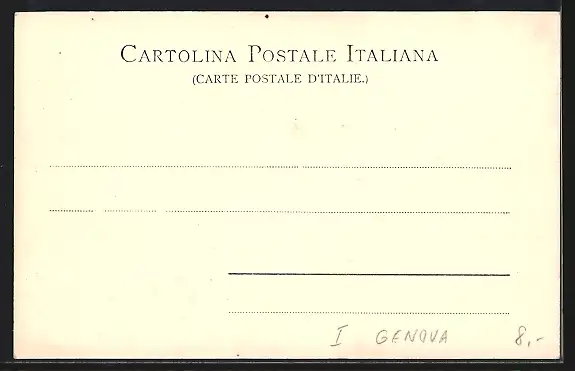 CARTOLINA POSTALE ITALIANA
(CARTE POSTALE D'ITALIE.)
I GENOVA 8,-